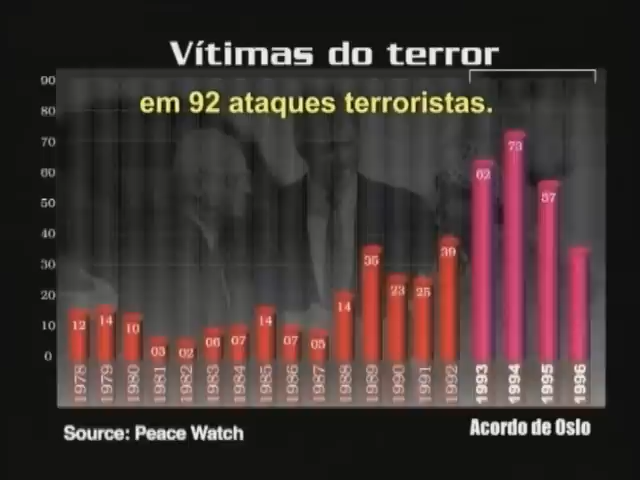 Vítimas do terror
em 92 ataques terroristas.
90
80
70
60
50
40
30
20
10
0
12 14 10 03 02 06 07 14 07 05 14 35 23 25 39 62 73 57
1978 1979 1980 1981 1982 1983 1984 1985 1986 1987 1988 1989 1990 1991 1992 1993 1994 1995 1996
Source: Peace Watch
Acordo de Oslo